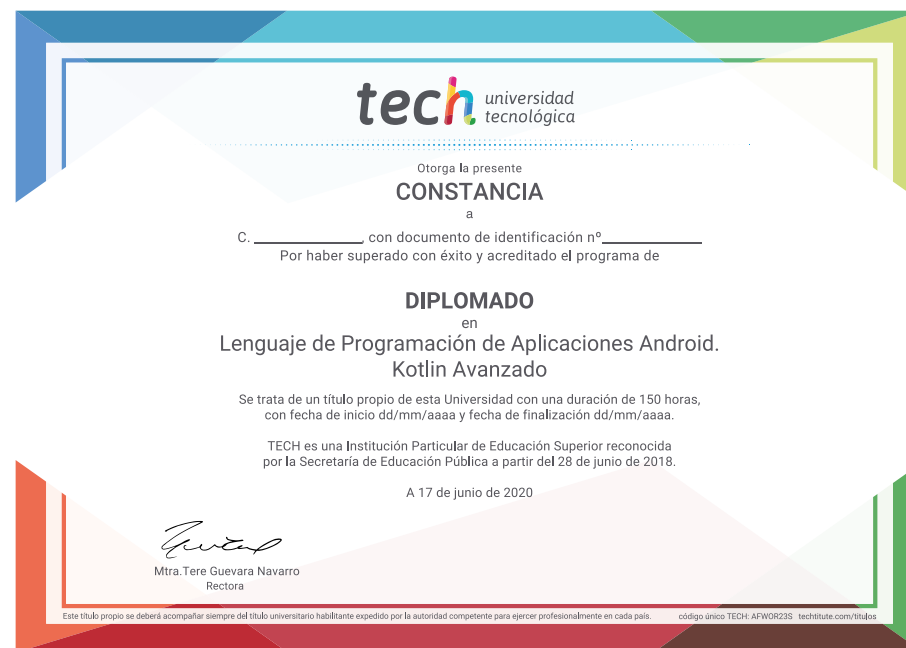 tech universidad
tecnológica
Otorga la presente
CONSTANCIA
a
C. ____________, con documento de identificación nº____________
Por haber superado con éxito y acreditado el programa de
DIPLOMADO
en
Lenguaje de Programación de Aplicaciones Android.
Kotlin Avanzado
Se trata de un título propio de esta Universidad con una duración de 150 horas,
con fecha de inicio dd/mm/aaaa y fecha de finalización dd/mm/aaaa.
TECH es una Institución Particular de Educación Superior reconocida
por la Secretaría de Educación Pública a partir del 28 de junio de 2018.
A 17 de junio de 2020
Mtra.Tere Guevara Navarro
Rectora
Este título propio se deberá acompañar siempre del título universitario habilitante expedido por la autoridad competente para ejercer profesionalmente en cada país. código único TECH: AFWOR23S techtitute.com/titulos